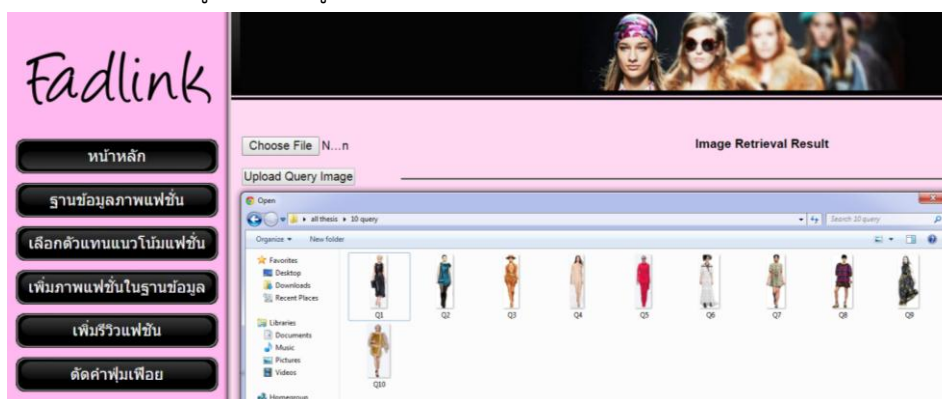 Fadlink
หน้าหลัก
ฐานข้อมูลภาพแฟชั่น
เลือกตัวแทนแนวโน้มแฟชั่น
เพิ่มภาพแฟชั่นในฐานข้อมูล
เพิ่มรีวิวแฟชั่น
ตัดคำฟุ่มเฟือย
Choose File N...n
Image Retrieval Result
Upload Query Image
Open
all thesis 10 query
Search 10 query
Organize New folder
Favorites
Desktop
Downloads
Recent Places
Libraries
Documents
Music
Pictures
Videos
Homegroup
Q1 Q2 Q3 Q4 Q5 Q6 Q7 Q8 Q9
Q10